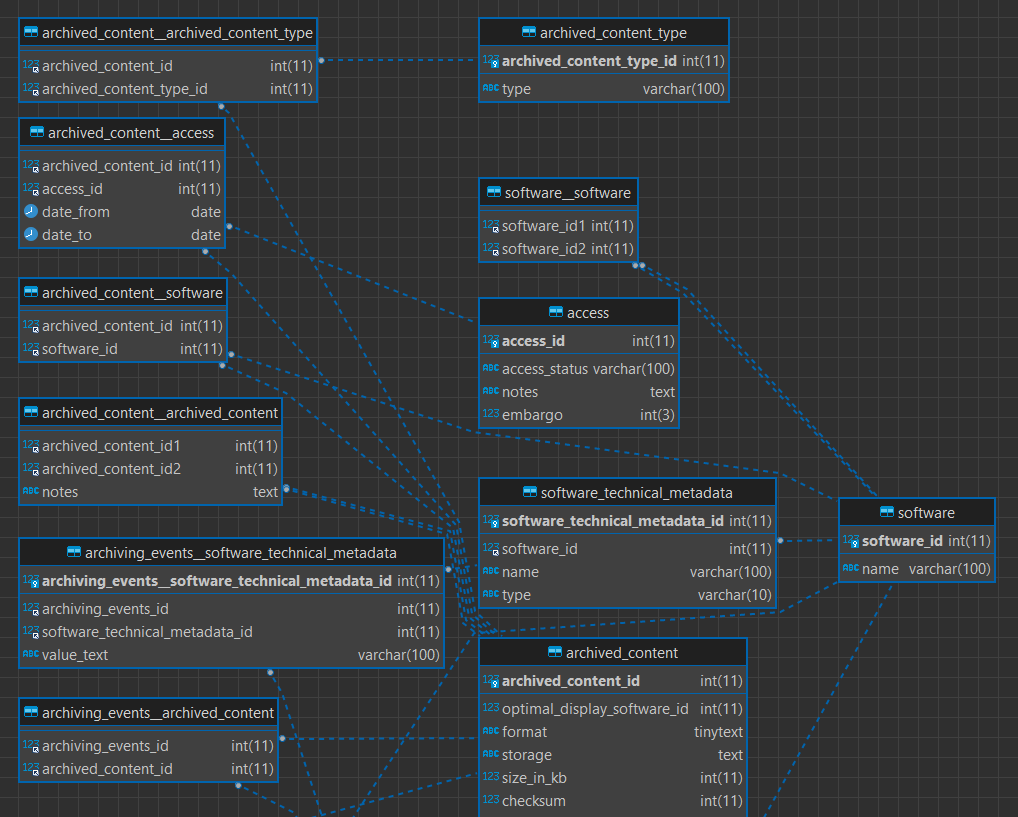 archived_content__archived_content_type
archived_content_id int(11)
archived_content_type_id int(11)
archived_content_type
archived_content_type_id int(11)
type varchar(100)
archived_content__access
archived_content_id int(11)
access_id int(11)
date_from date
date_to date
software__software
software_id1 int(11)
software_id2 int(11)
archived_content__software
archived_content_id int(11)
software_id int(11)
access
access_id int(11)
access_status varchar(100)
notes text
embargo int(3)
archived_content__archived_content
archived_content_id1 int(11)
archived_content_id2 int(11)
notes text
software_technical_metadata
software_technical_metadata_id int(11)
software_id int(11)
name varchar(100)
type varchar(10)
software
software_id int(11)
name varchar(100)
archiving_events__software_technical_metadata
archiving_events__software_technical_metadata_id int(11)
archiving_events_id int(11)
software_technical_metadata_id int(11)
value_text varchar(100)
archived_content
archived_content_id int(11)
optimal_display_software_id int(11)
format tinytext
storage text
size_in_kb int(11)
checksum int(11)
archiving_events__archived_content
archiving_events_id int(11)
archived_content_id int(11)